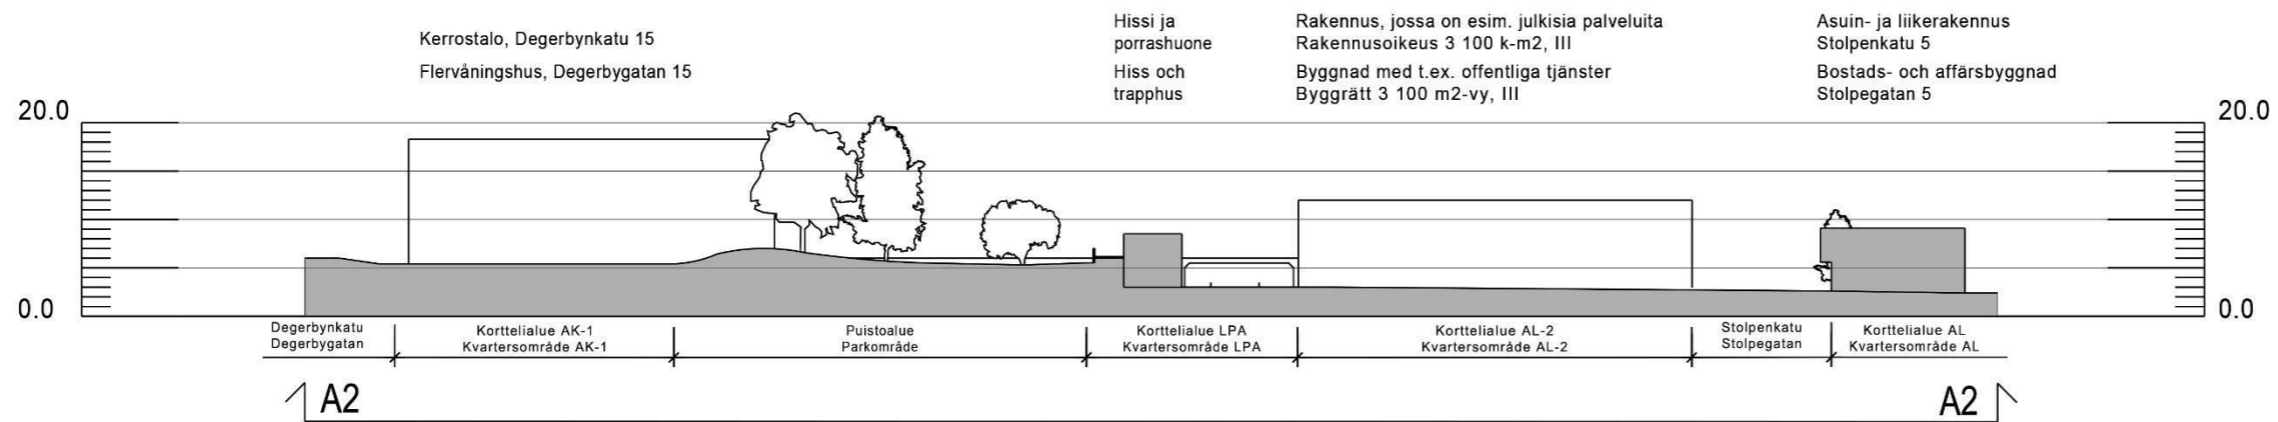 Kerrostalo, Degerbynkatu 15
Flervåningshus, Degerbygatan 15
Hissi ja
porrashuone
Hiss och
trapphus
Rakennus, jossa on esim. julkisia palveluita
Rakennusoikeus 3 100 k-m2, III
Byggnad med t.ex. offentliga tjänster
Byggrätt 3 100 m2-vy, III
Asuin- ja liikerakennus
Stolpenkatu 5
Bostads- och affärsbyggnad
Stolpegatan 5
20.0
20.0
0.0
0.0
Degerbynkatu
Degerbygatan
Korttelialue AK-1
Kvartersområde AK-1
Puistoalue
Parkområde
Korttelialue LPA
Kvartersområde LPA
Korttelialue AL-2
Kvartersområde AL-2
Stolpenkatu
Stolpegatan
Korttelialue AL
Kvartersområde AL
A2
A2